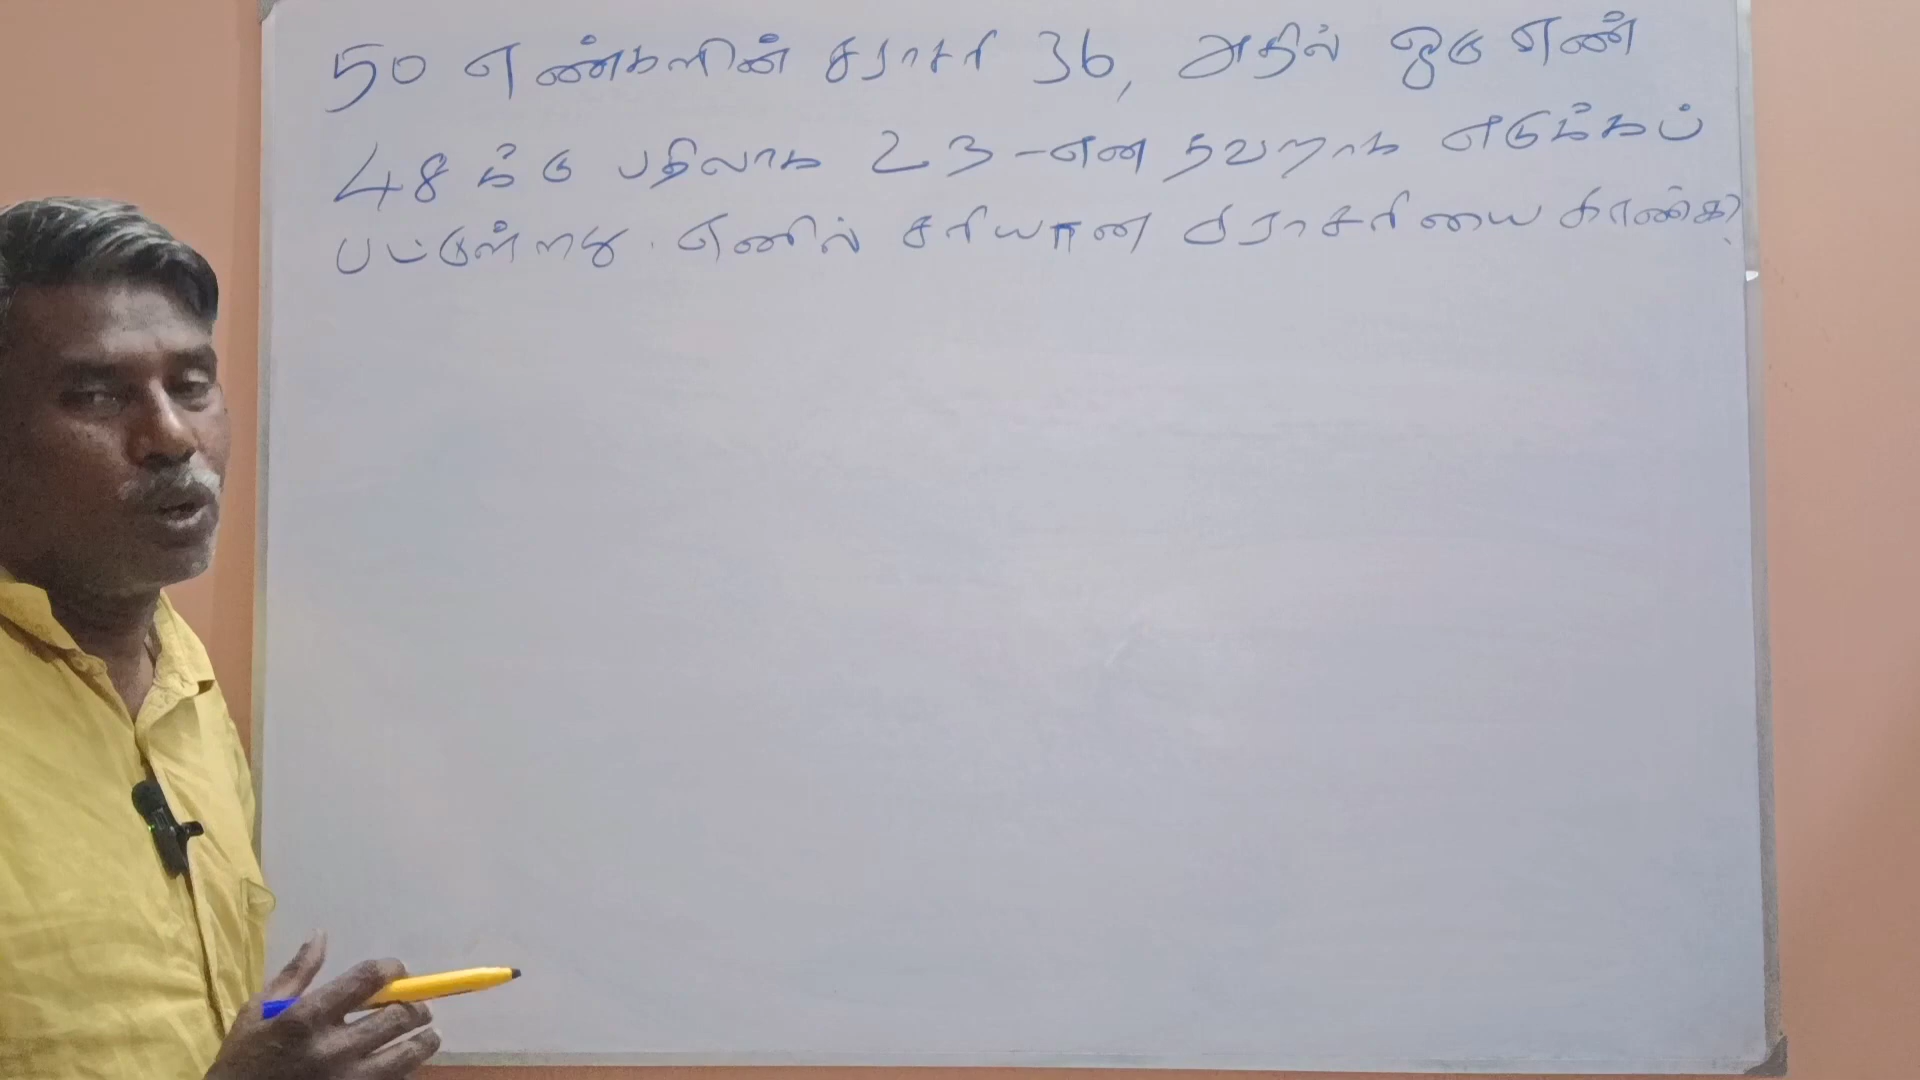 50 எண்களின் சராசரி 36, அதில் ஒரு எண்
48 க்கு பதிலாக 23-என தவறாக எடுக்கப்
பட்டுள்ளது. எனில் சரியான சராசரியை காண்க?